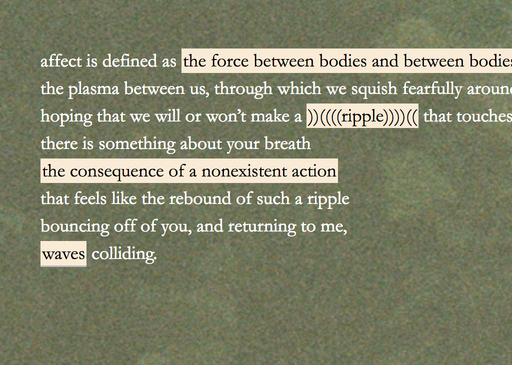 affect is defined as the force between bodies and between bodies
the plasma between us, through which we squish fearfully around
hoping that we will or won't make a ))((((ripple))))(( that touches
there is something about your breath
the consequence of a nonexistent action
that feels like the rebound of such a ripple
bouncing off of you, and returning to me,
waves colliding.